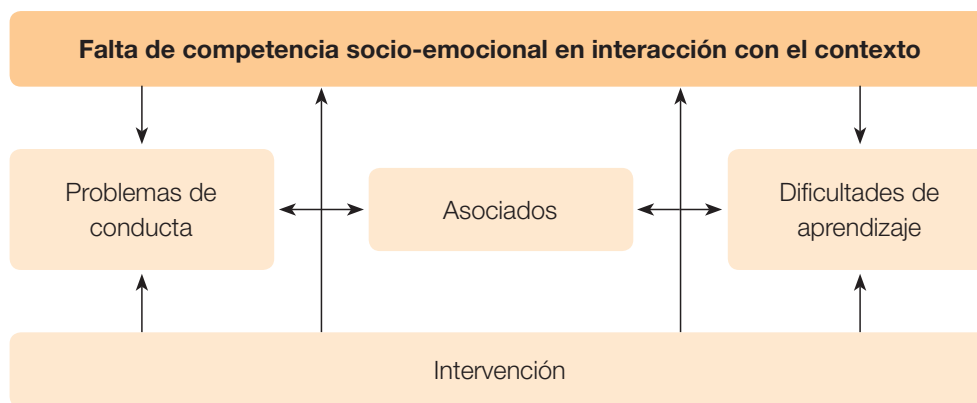 Falta de competencia socio-emocional en interacción con el contexto
Problemas de
conducta
Asociados
Dificultades de
aprendizaje
Intervención